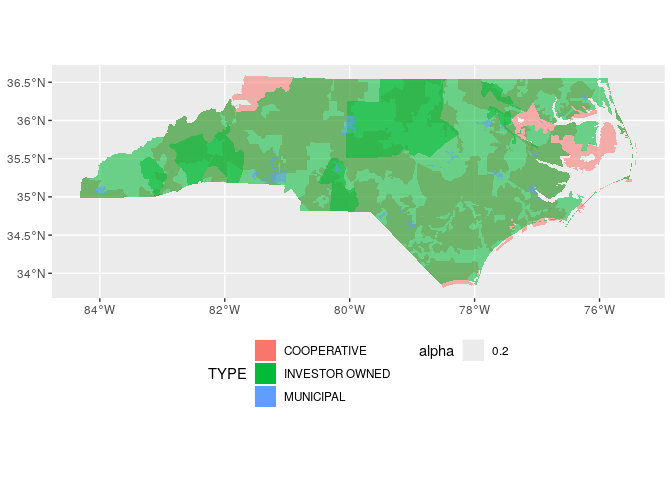 36.5°N
36°N
35.5°N
35°N
34.5°N
34°N
84°W 82°W 80°W 78°W 76°W
TYPE
COOPERATIVE
INVESTOR OWNED
MUNICIPAL
alpha
0.2